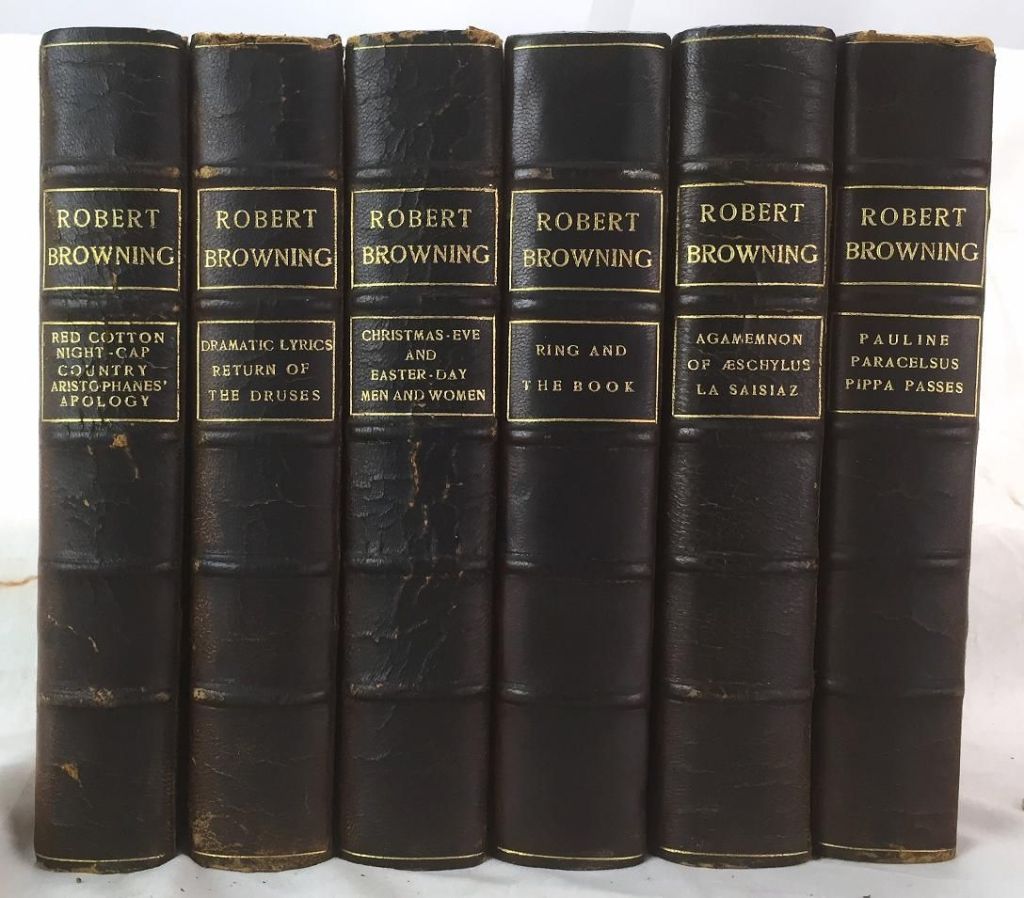 ROBERT
BROWNING
RED COTTON
NIGHT-CAP
COUNTRY
ARISTOPHANES'
APOLOGY
ROBERT
BROWNING
DRAMATIC LYRICS
RETURN OF
THE DRUSES
ROBERT
BROWNING
CHRISTMAS-EVE
AND
EASTER-DAY
MEN AND WOMEN
ROBERT
BROWNING
RING AND
THE BOOK
ROBERT
BROWNING
AGAMEMNON
OF ÆSCHYLUS
LA SAISIAZ
ROBERT
BROWNING
PAULINE
PARACELSUS
PIPPA PASSES